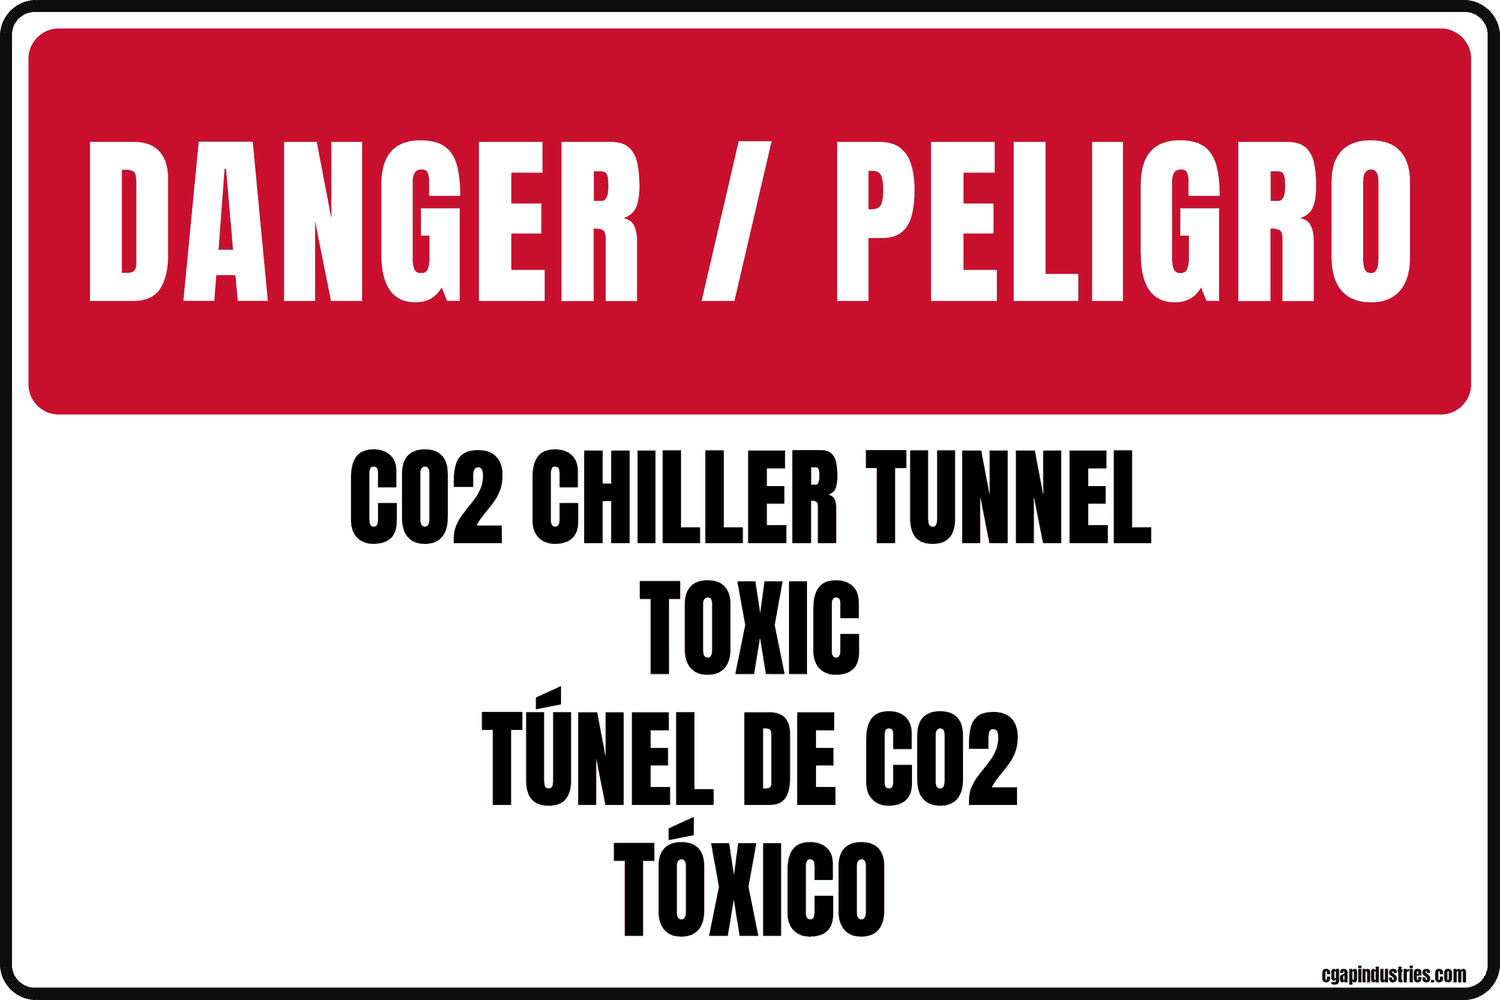 DANGER / PELIGRO
CO2 CHILLER TUNNEL
TOXIC
TÚNEL DE CO2
TÓXICO
cgapindustries.com